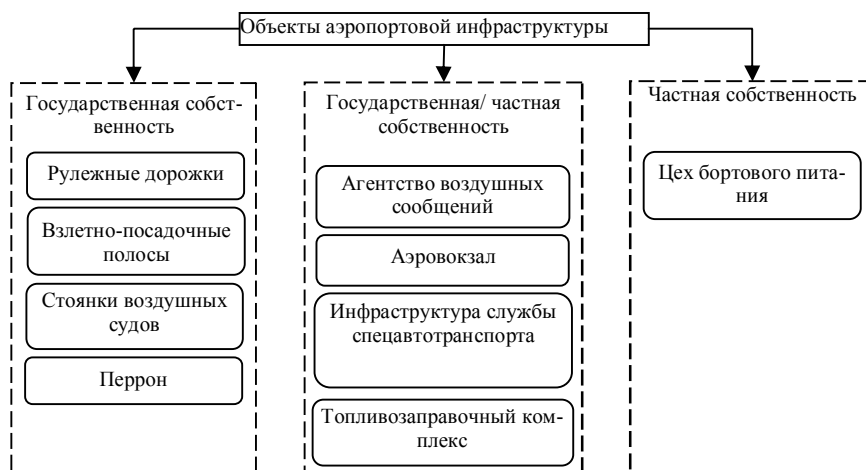 Объекты аэропортовой инфраструктуры
Государственная собст-
венность
Рулежные дорожки
Взлетно-посадочные
полосы
Стоянки воздушных
судов
Перрон
Государственная/ частная
собственность
Агентство воздушных
сообщений
Аэровокзал
Инфраструктура службы
спецавтотранспорта
Топливозаправочный ком-
плекс
Частная собственность
Цех бортового пита-
ния